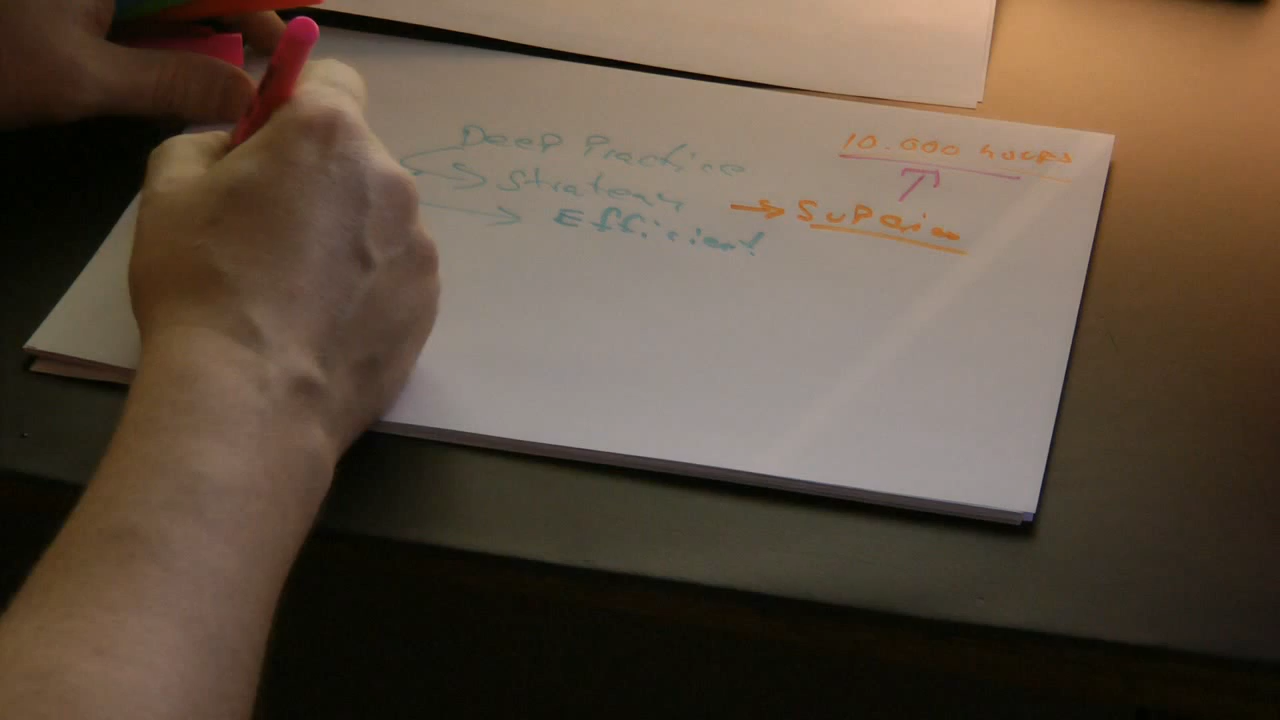 Deep Practice
10.000 hours
Strategy
→ Superior
Efficient!